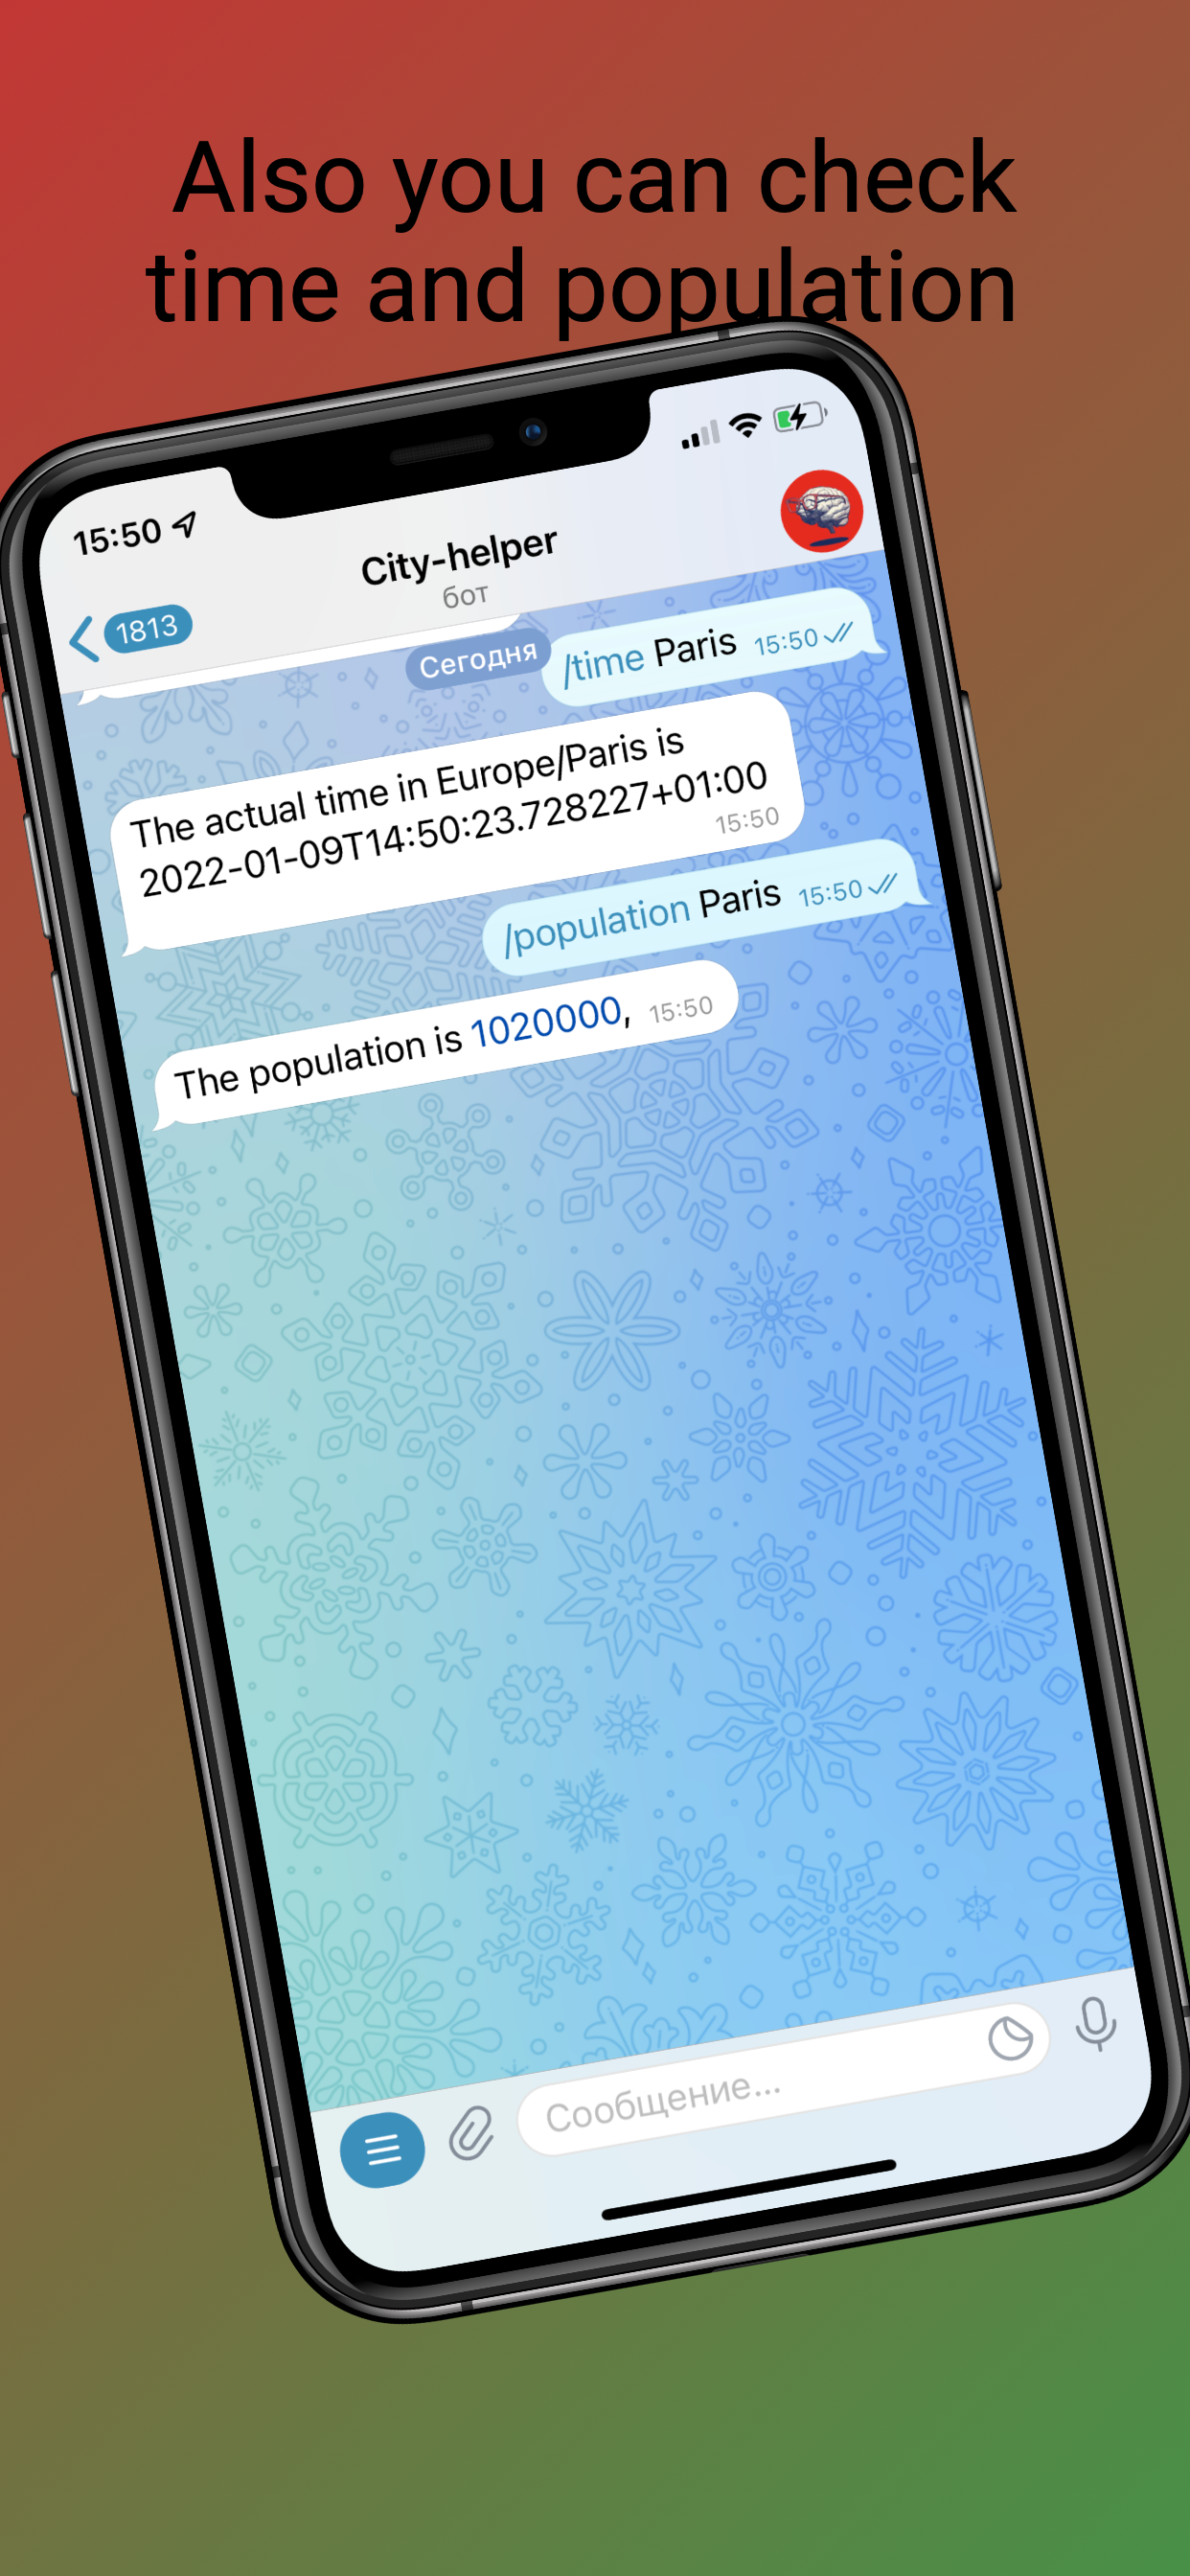 Also you can check
time and population
15:50
1813
City-helper
бот
Сегодня
/time Paris 15:50
The actual time in Europe/Paris is
2022-01-09T14:50:23.728227+01:00
15:50
/population Paris 15:50
The population is 1020000, 15:50
Сообщение...